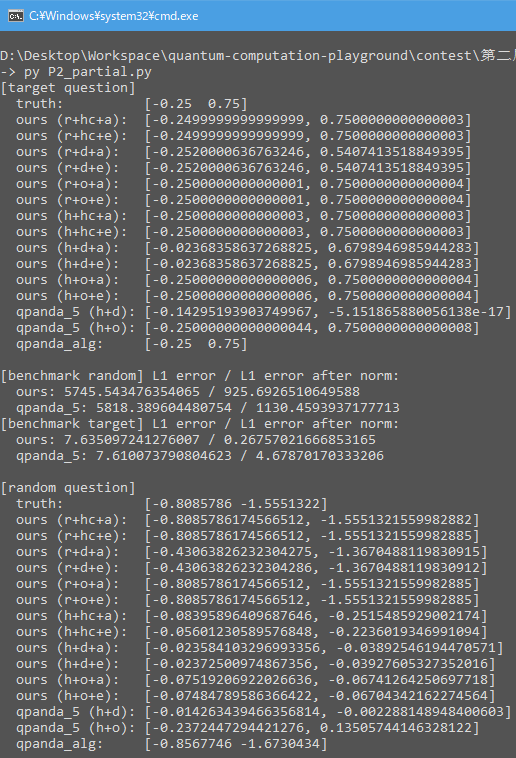 C:¥Windows¥system32¥cmd.exe
D:\Desktop\Workspace\quantum-computation-playground\contest\第二
-> py P2_partial.py
[target question]
truth: [-0.25 0.75]
ours (r+hc+a): [-0.2499999999999999, 0.7500000000000003]
ours (r+hc+e): [-0.2499999999999999, 0.7500000000000003]
ours (r+d+a): [-0.2520000636763246, 0.5407413518849395]
ours (r+d+e): [-0.2520000636763246, 0.5407413518849395]
ours (r+o+a): [-0.2500000000000001, 0.7500000000000004]
ours (r+o+e): [-0.2500000000000001, 0.7500000000000004]
ours (h+hc+a): [-0.2500000000000003, 0.7500000000000003]
ours (h+hc+e): [-0.2500000000000003, 0.7500000000000003]
ours (h+d+a): [-0.02368358637268825, 0.6798946985944283]
ours (h+d+e): [-0.02368358637268825, 0.6798946985944283]
ours (h+o+a): [-0.25000000000000006, 0.7500000000000004]
ours (h+o+e): [-0.25000000000000006, 0.7500000000000004]
qpanda_5 (h+d): [-0.14295193903749967, -5.151865880056138e-17]
qpanda_5 (h+o): [-0.25000000000000044, 0.7500000000000008]
qpanda_alg: [-0.25 0.75]
[benchmark random] L1 error / L1 error after norm:
ours: 5745.543476354065 / 925.6926510649588
qpanda_5: 5818.389604480754 / 1130.4593937177713
[benchmark target] L1 error / L1 error after norm:
ours: 7.635097241276007 / 0.26757021666853165
qpanda_5: 7.610073790804623 / 4.67870170333206
[random question]
truth: [-0.8085786 -1.5551322]
ours (r+hc+a): [-0.8085786174566512, -1.5551321559982882]
ours (r+hc+e): [-0.8085786174566512, -1.5551321559982885]
ours (r+d+a): [-0.43063826232304275, -1.3670488119830915]
ours (r+d+e): [-0.43063826232304286, -1.3670488119830912]
ours (r+o+a): [-0.8085786174566512, -1.5551321559982885]
ours (r+o+e): [-0.8085786174566512, -1.5551321559982885]
ours (h+hc+a): [-0.08395896409687646, -0.2515485929002174]
ours (h+hc+e): [-0.05601230589576848, -0.2236019346991094]
ours (h+d+a): [-0.023584103296993356, -0.03892546194470571]
ours (h+d+e): [-0.02372500974867356, -0.03927605327352016]
ours (h+o+a): [-0.07519206922026636, -0.06741264250697718]
ours (h+o+e): [-0.07484789586366422, -0.06704342162274564]
qpanda_5 (h+d): [-0.014263439466356814, -0.002288148948400603]
qpanda_5 (h+o): [-0.2372447294421276, 0.13505744146328122]
qpanda_alg: [-0.8567746 -1.6730434]